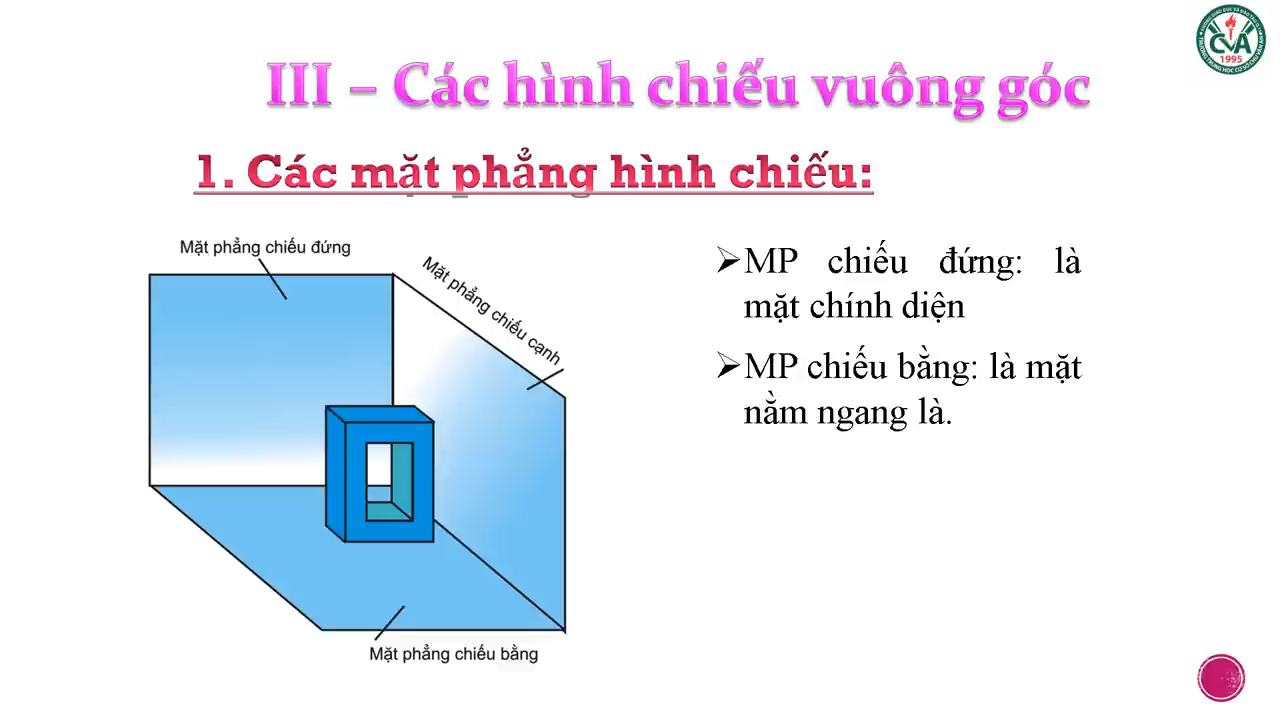 III – Các hình chiếu vuông góc
1. Các mặt phẳng hình chiếu:
Mặt phẳng chiếu đứng
Mặt phẳng chiếu cạnh
Mặt phẳng chiếu bằng
➢MP chiếu đứng: là
mặt chính diện
➢MP chiếu bằng: là mặt
nằm ngang là.
CVA
1995